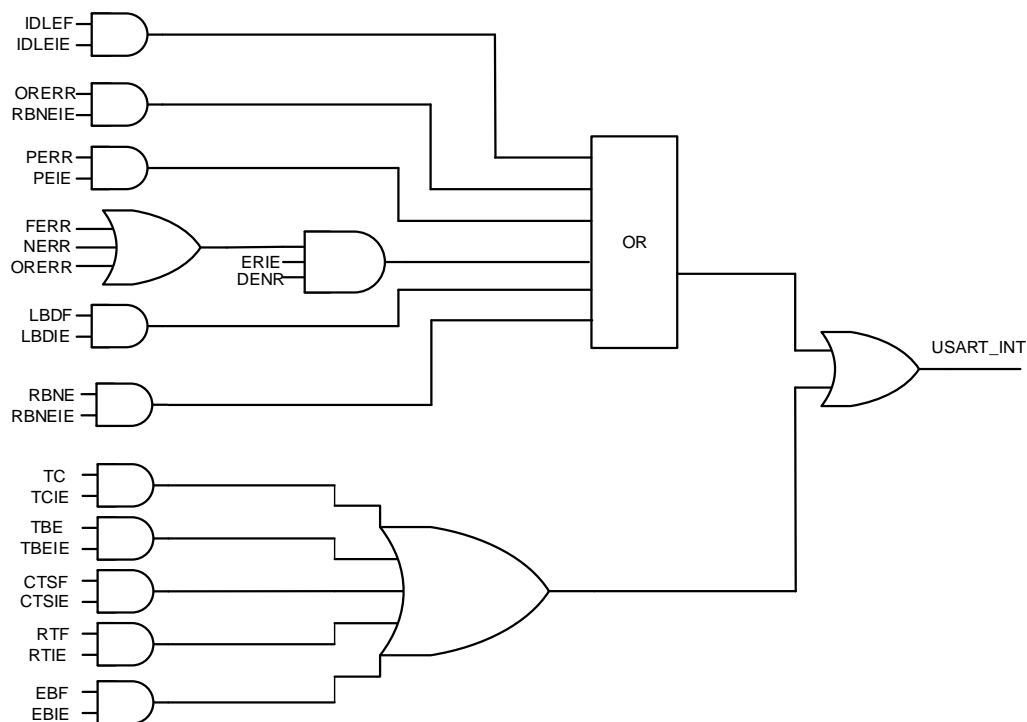 IDLEF
IDLEIE
ORERR
RBNEIE
PERR
PEIE
FERR
NERR
ORERR
ERIE
DENR
LBDF
LBDIE
RBNE
RBNEIE
OR
USART_INT
TC
TCIE
TBE
TBEIE
CTSF
CTSIE
RTF
RTIE
EBF
EBIE